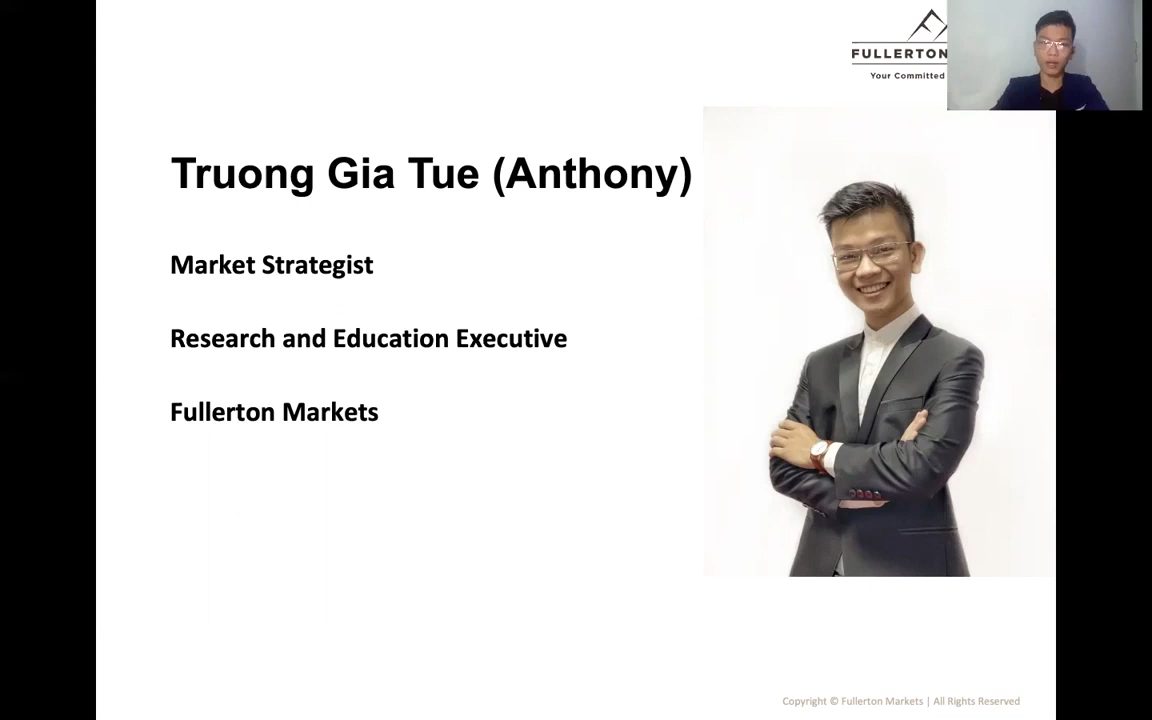 FULLERTON
Your Committed
Truong Gia Tue (Anthony)
Market Strategist
Research and Education Executive
Fullerton Markets
Copyright © Fullerton Markets | All Rights Reserved